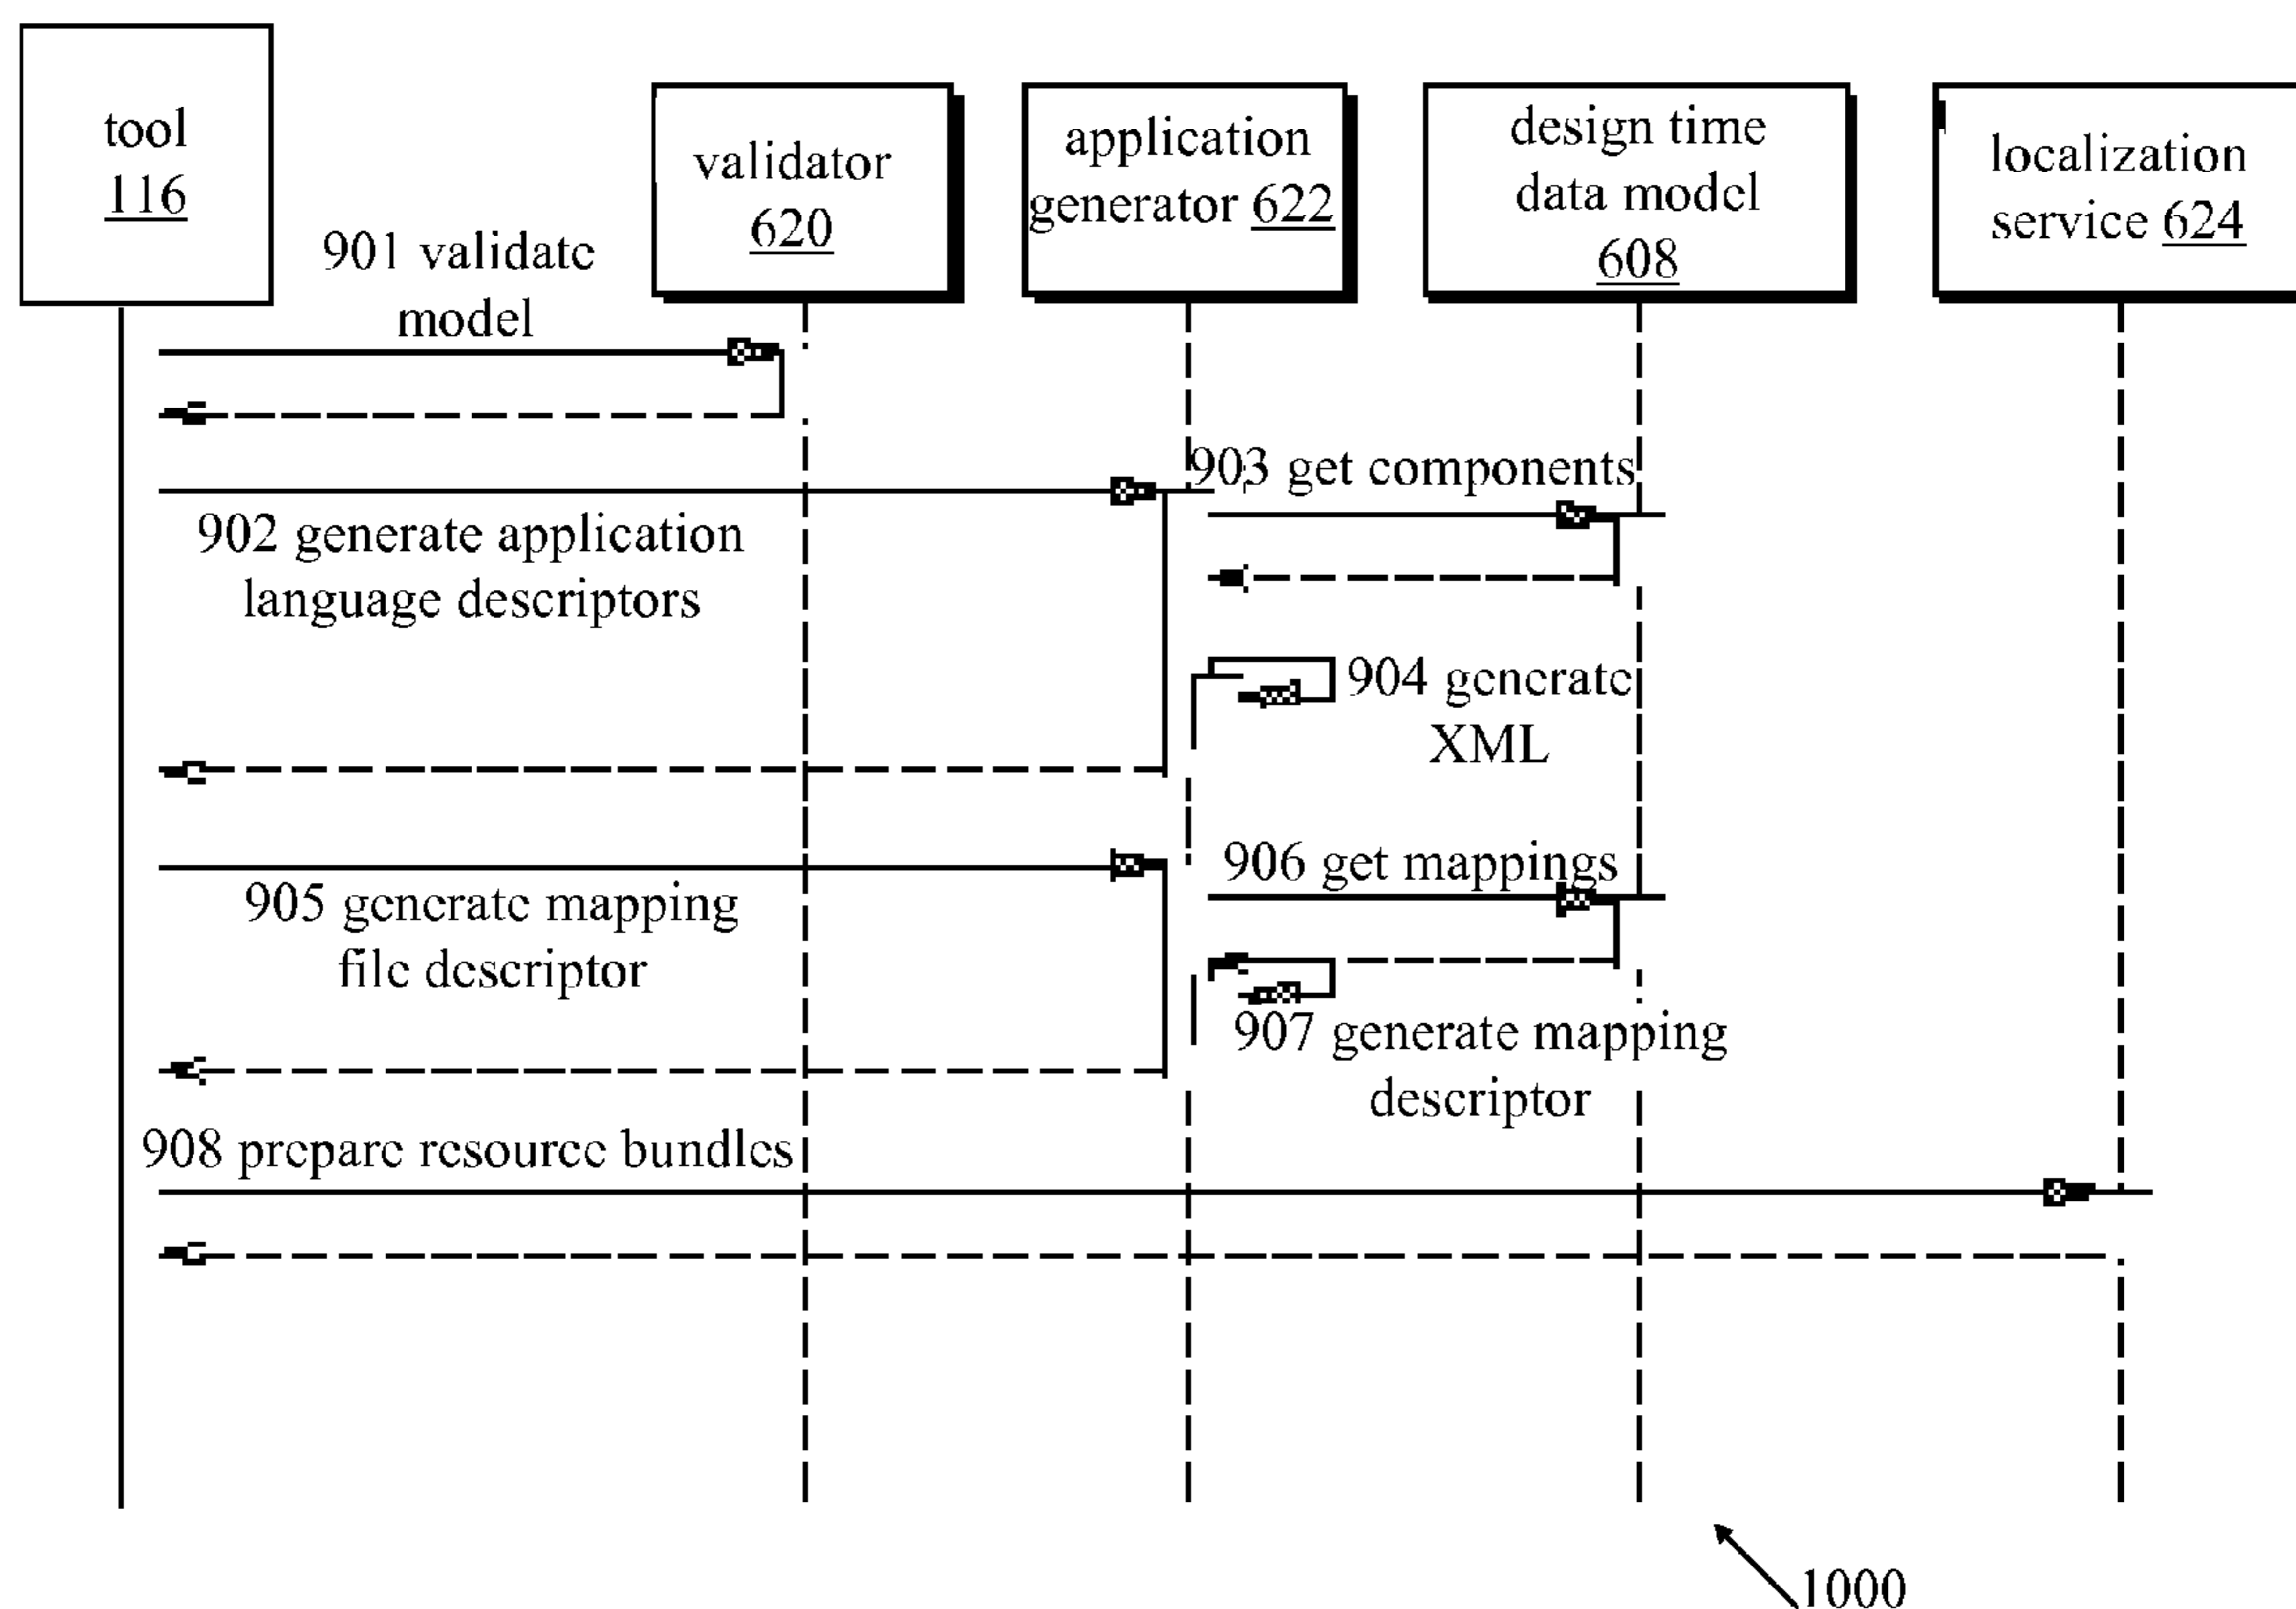 tool
116
validator
620
application
generator 622
design time
data model
608
localization
service 624
901 validate
model
903 get components
902 generate application
language descriptors
904 generate
XML
906 get mappings
905 generate mapping
file descriptor
907 generate mapping
descriptor
908 prepare resource bundles
1000